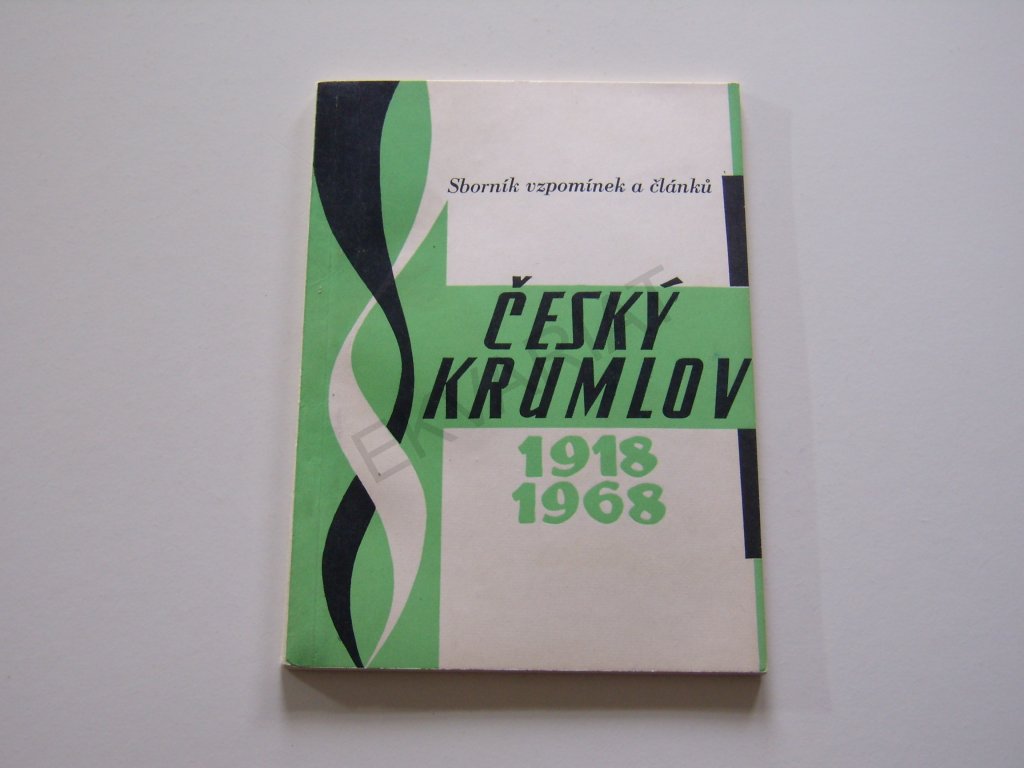 Sborník vzpomínek a článků
ČESKÝ
KRUMLOV
1918
1968